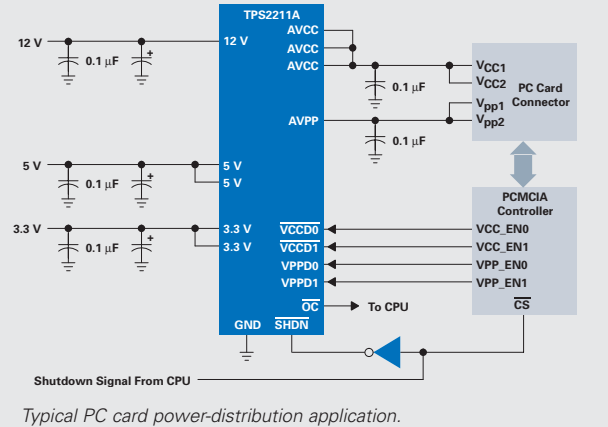 TPS2211A
12 V
0.1 μF
+
12 V
AVCC
AVCC
AVCC
0.1 μF
VCC1
VCC2
PC Card
Connector
Vpp1
Vpp2
AVPP
0.1 μF
5 V
0.1 μF
+
5 V
5 V
PCMCIA
Controller
3.3 V
0.1 μF
+
3.3 V
3.3 V
VCCD0
VCC_EN0
VCCD1
VCC_EN1
VPPD0
VPP_EN0
VPPD1
VPP_EN1
OC
To CPU
CS
GND
SHDN
Shutdown Signal From CPU
Typical PC card power-distribution application.